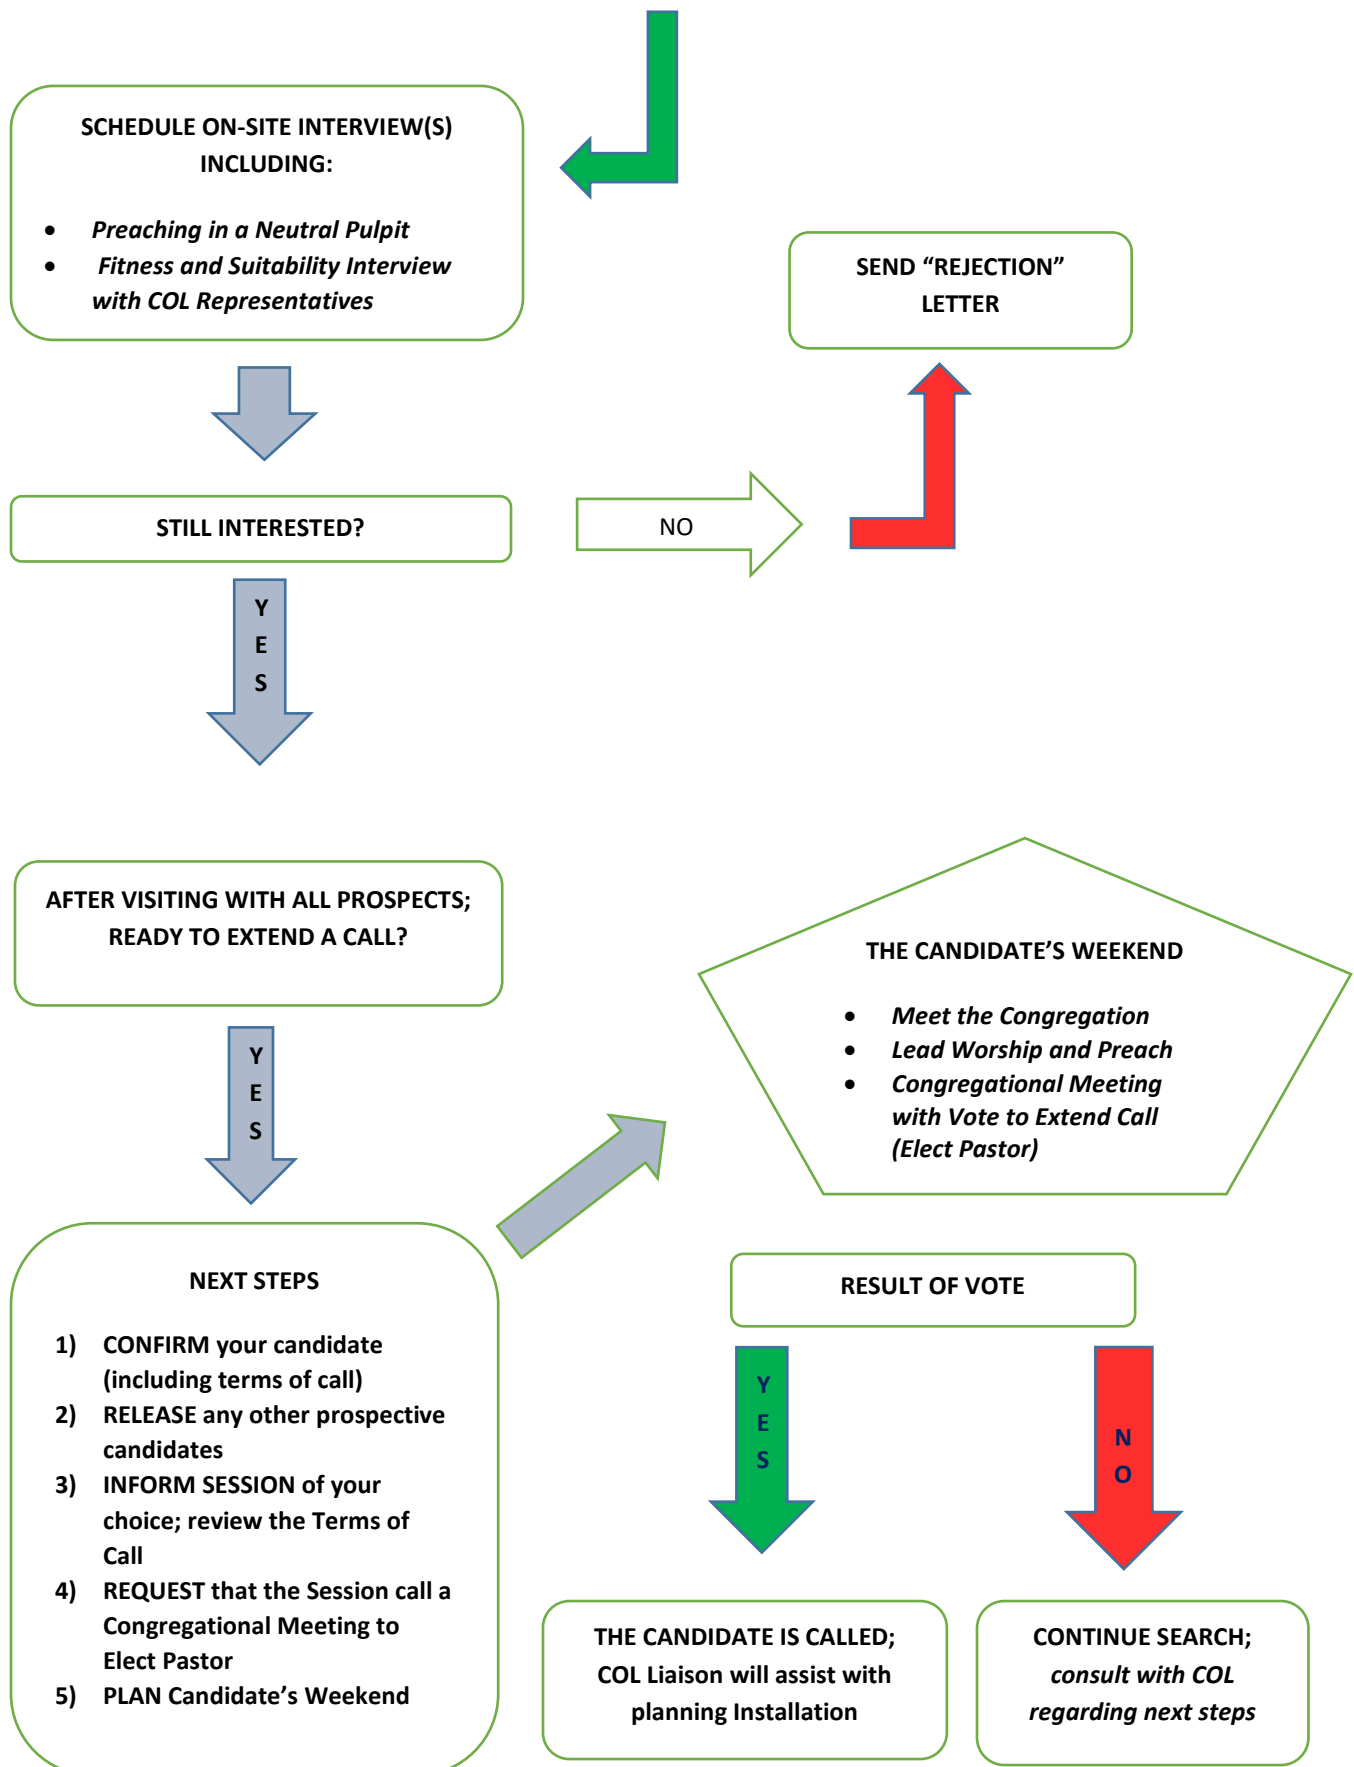 SCHEDULE ON-SITE INTERVIEW(S)
INCLUDING:
• Preaching in a Neutral Pulpit
• Fitness and Suitability Interview
with COL Representatives
SEND “REJECTION”
LETTER
STILL INTERESTED?
NO
Y
E
S
AFTER VISITING WITH ALL PROSPECTS;
READY TO EXTEND A CALL?
Y
E
S
NEXT STEPS
1) CONFIRM your candidate
(including terms of call)
2) RELEASE any other prospective
candidates
3) INFORM SESSION of your
choice; review the Terms of
Call
4) REQUEST that the Session call a
Congregational Meeting to
Elect Pastor
5) PLAN Candidate’s Weekend
THE CANDIDATE’S WEEKEND
• Meet the Congregation
• Lead Worship and Preach
• Congregational Meeting
with Vote to Extend Call
(Elect Pastor)
RESULT OF VOTE
Y
E
S
N
O
THE CANDIDATE IS CALLED;
COL Liaison will assist with
planning Installation
CONTINUE SEARCH;
consult with COL
regarding next steps